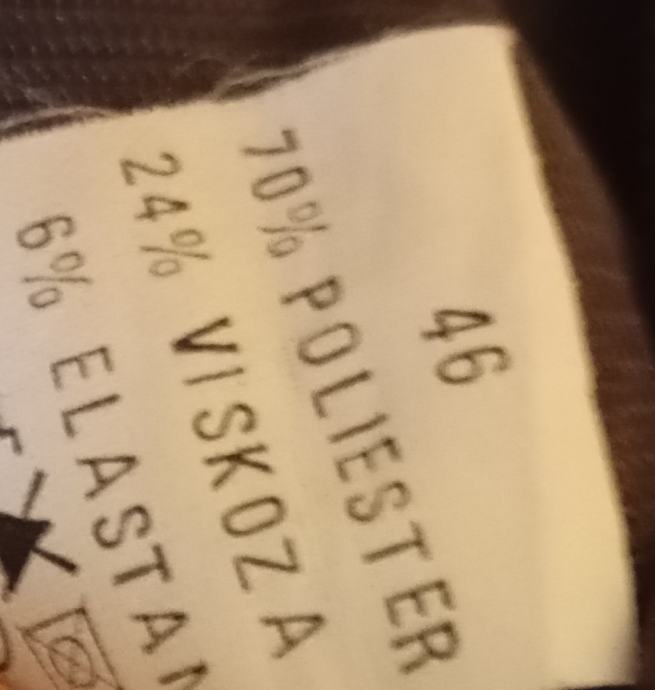 46
70% POLIESTER
24% VISKOZA
6% ELASTAN